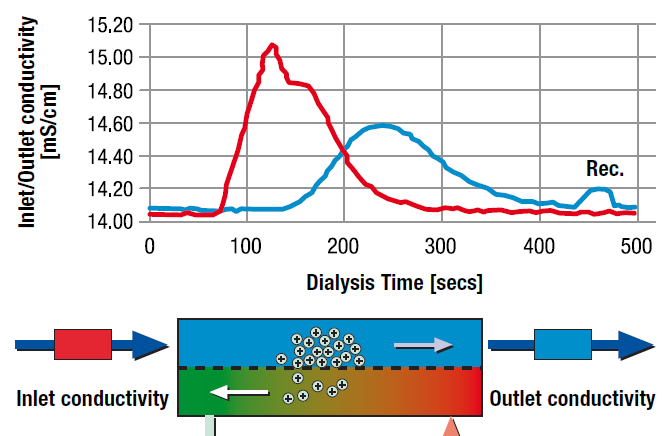 Inlet/Outlet conductivity
[mS/cm]
15.20
15.00
14.80
14.60
14.40
14.20
14.00
Rec.
0 100 200 300 400 500
Dialysis Time [secs]
Inlet conductivity
Outlet conductivity